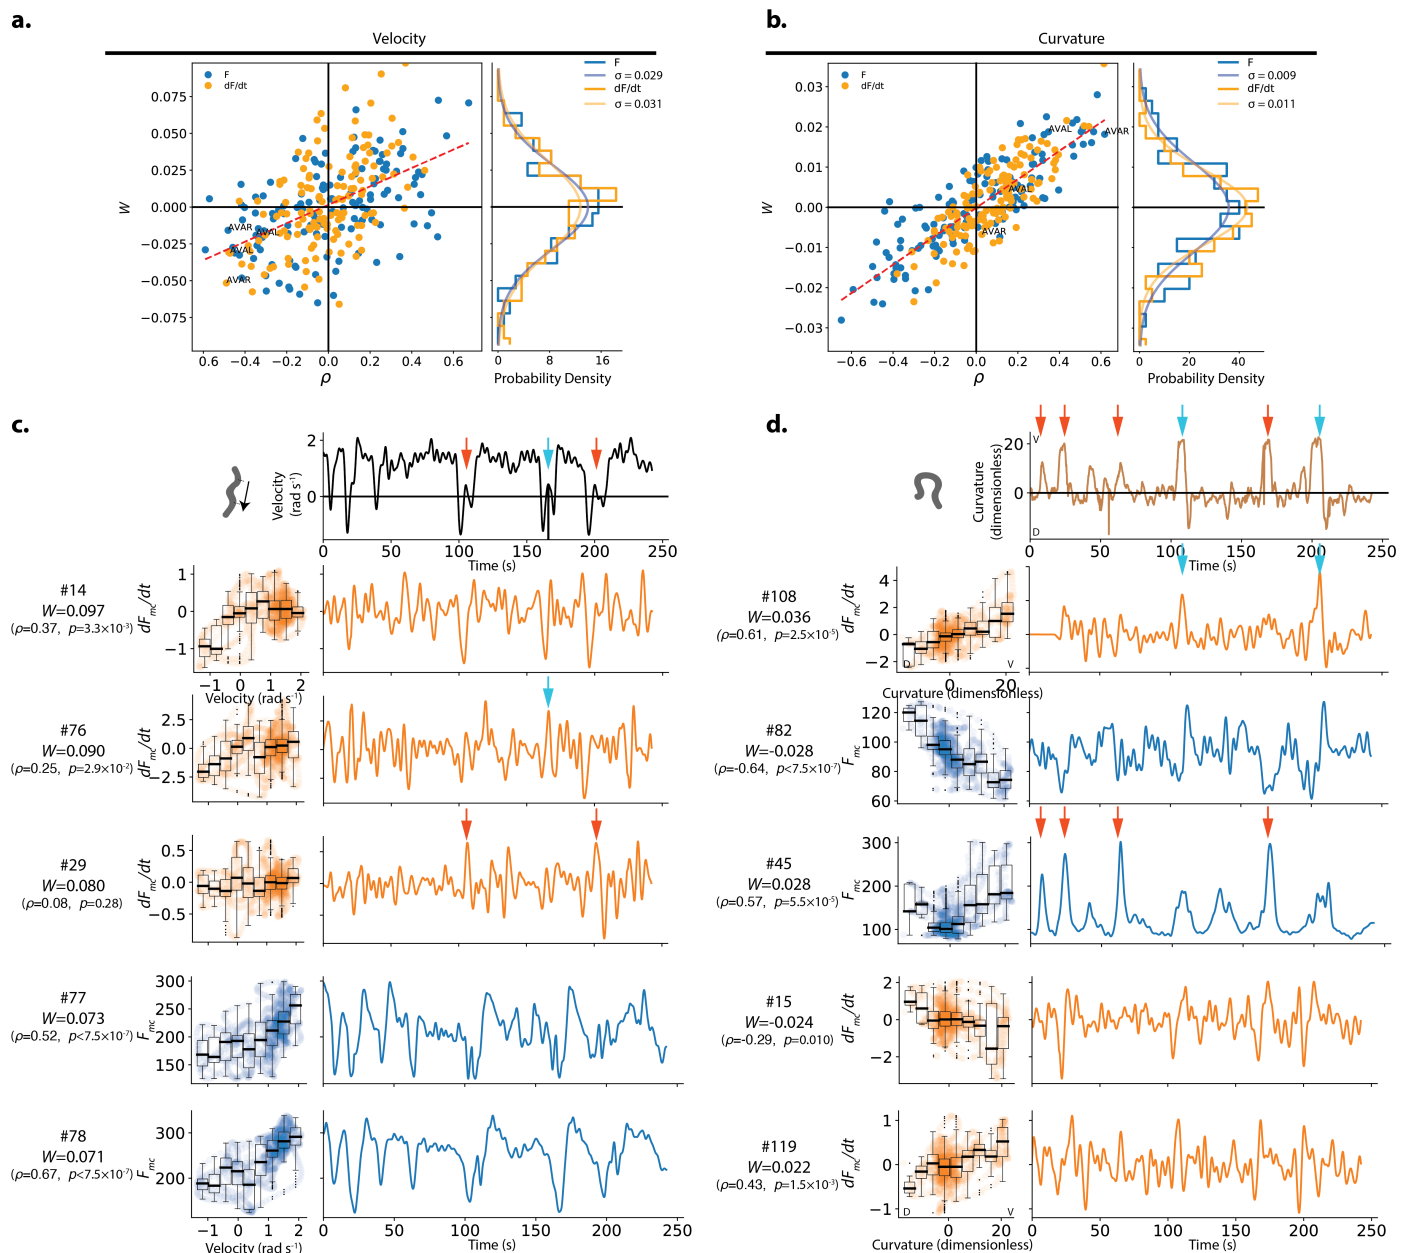 a.
Velocity
F
dF/dt
0.075
0.050
0.025
0.000
−0.025
−0.050
−0.075
W
AVAR
AVAL
AVAL
AVAR
0.6 −0.4 −0.2 0.0 0.2 0.4 0.6
ρ
F
σ = 0.029
dF/dt
σ = 0.031
0 8 16
Probability Density
b.
Curvature
F
dF/dt
0.03
0.02
0.01
0.00
−0.01
−0.02
−0.03
W
AVAL
AVAR
AVAL
AVAR
−0.6 −0.4 −0.2 0.0 0.2 0.4 0.6
ρ
F
σ = 0.009
dF/dt
σ = 0.011
0 20 40
Probability Density
c.
2
0
Velocity
(rad s⁻¹)
0 50 100 150 200 250
Time (s)
#14
W=0.097
(ρ=0.37, p=3.3×10⁻³)
dFmc/dt
1
0
−1
−1 0 1 2
Velocity (rad s⁻¹)
#76
W=0.090
(ρ=0.25, p=2.9×10⁻²)
dFmc/dt
2.5
0.0
−2.5
#29
W=0.080
(ρ=0.08, p=0.28)
dFmc/dt
0.5
0.0
−0.5
#77
W=0.073
(ρ=0.52, p<7.5×10⁻⁷)
Fmc
300
250
200
150
#78
W=0.071
(ρ=0.67, p<7.5×10⁻⁷)
Fmc
300
200
−1 0 1 2
Velocity (rad s⁻¹)
0 50 100 150 200 250
Time (s)
d.
V
D
20
0
Curvature
(dimensionless)
0 50 100 150 200 250
Time (s)
#108
W=0.036
(ρ=0.61, p=2.5×10⁻⁵)
dFmc/dt
4
2
0
−2
D V
0 20
Curvature (dimensionless)
#82
W=-0.028
(ρ=-0.64, p<7.5×10⁻⁷)
Fmc
120
100
80
60
#45
W=0.028
(ρ=0.57, p=5.5×10⁻⁵)
Fmc
300
200
100
#15
W=-0.024
(ρ=-0.29, p=0.010)
dFmc/dt
2
0
−2
#119
W=0.022
(ρ=0.43, p=1.5×10⁻³)
dFmc/dt
1
0
−1
D V
0 20
Curvature (dimensionless)
0 50 100 150 200 250
Time (s)